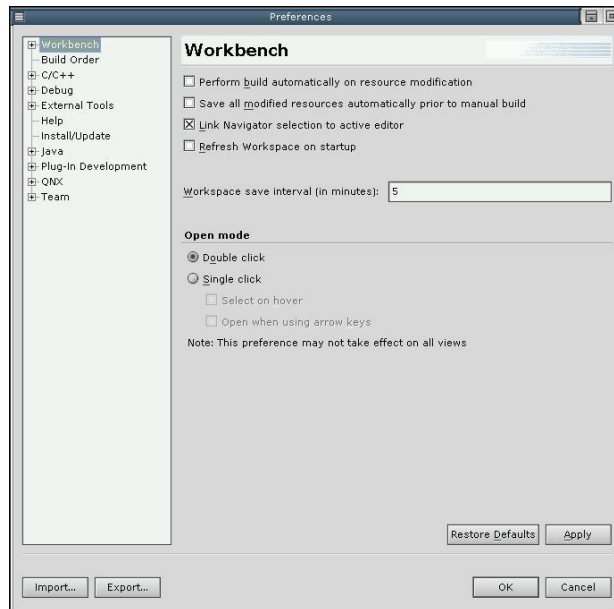 Preferences
Workbench
Build Order
C/C++
Debug
External Tools
Help
Install/Update
Java
Plug-In Development
QNX
Team
Workbench
Perform build automatically on resource modification
Save all modified resources automatically prior to manual build
Link Navigator selection to active editor
Refresh Workspace on startup
Workspace save interval (in minutes): 5
Open mode
Double click
Single click
Select on hover
Open when using arrow keys
Note: This preference may not take effect on all views
Restore Defaults Apply
Import... Export... OK Cancel